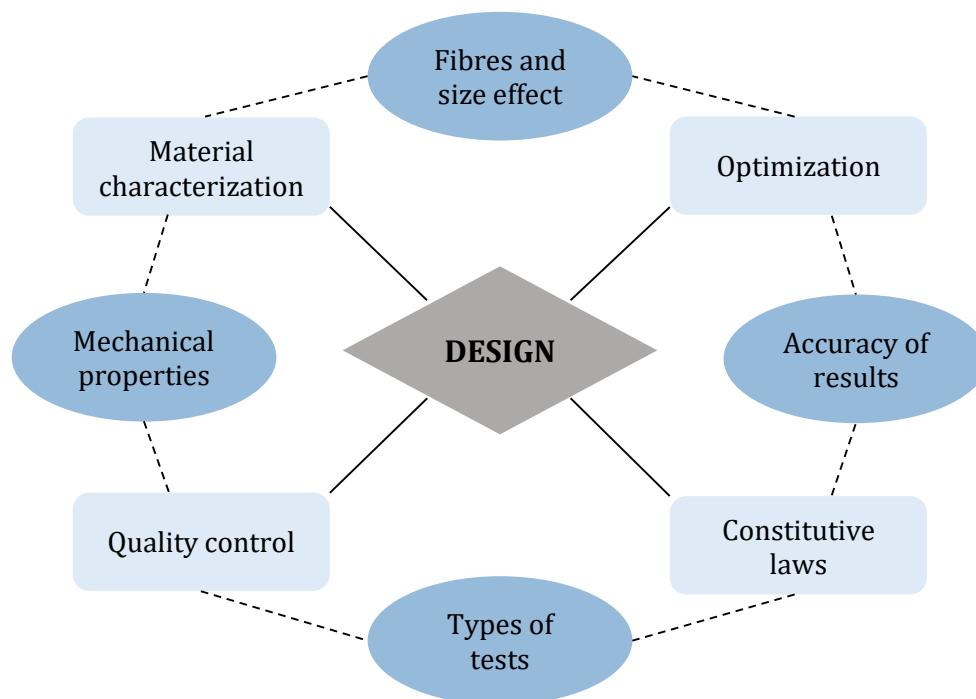 Fibres and
size effect
Material
characterization
Optimization
Mechanical
properties
DESIGN
Accuracy of
results
Quality control
Constitutive
laws
Types of
tests